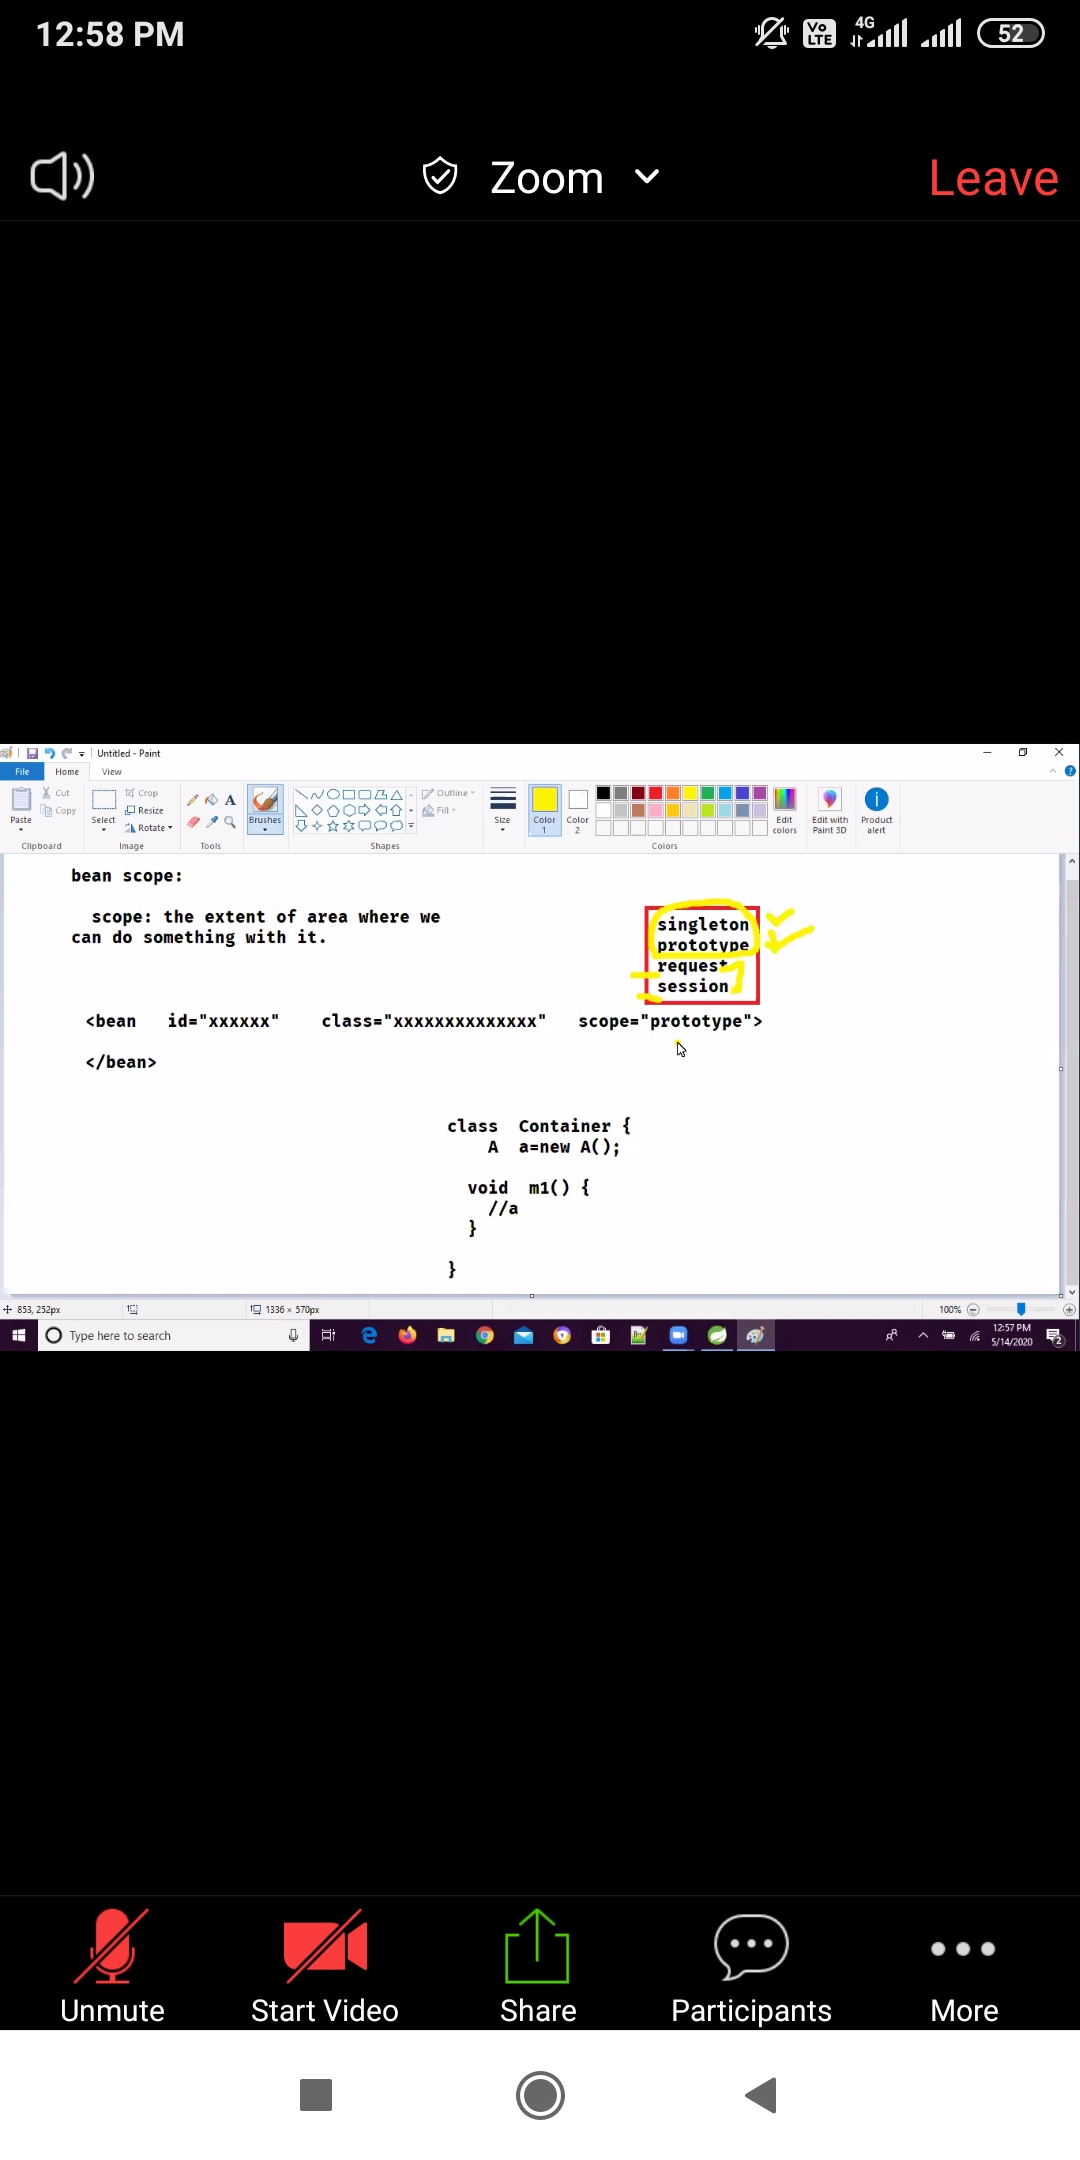 12:58 PM
Vo LTE
4G
52
Zoom
Leave
Untitled - Paint
File Home View
Paste
Cut
Copy
Clipboard
Select
Crop
Resize
Rotate
Image
A
Tools
Brushes
Shapes
Outline
Fill
Size
Color 1
Color 2
Edit colors
Edit with Paint 3D
Product alert
Colors
bean scope:
scope: the extent of area where we
can do something with it.
singleton
prototype
request
session
<bean id="xxxxxx" class="xxxxxxxxxxxxxx" scope="prototype">
</bean>
class Container {
A a=new A();
void m1() {
//a
}
}
853, 252px
1336 × 570px
100%
Type here to search
12:57 PM
5/14/2020
2
Unmute
Start Video
Share
Participants
More